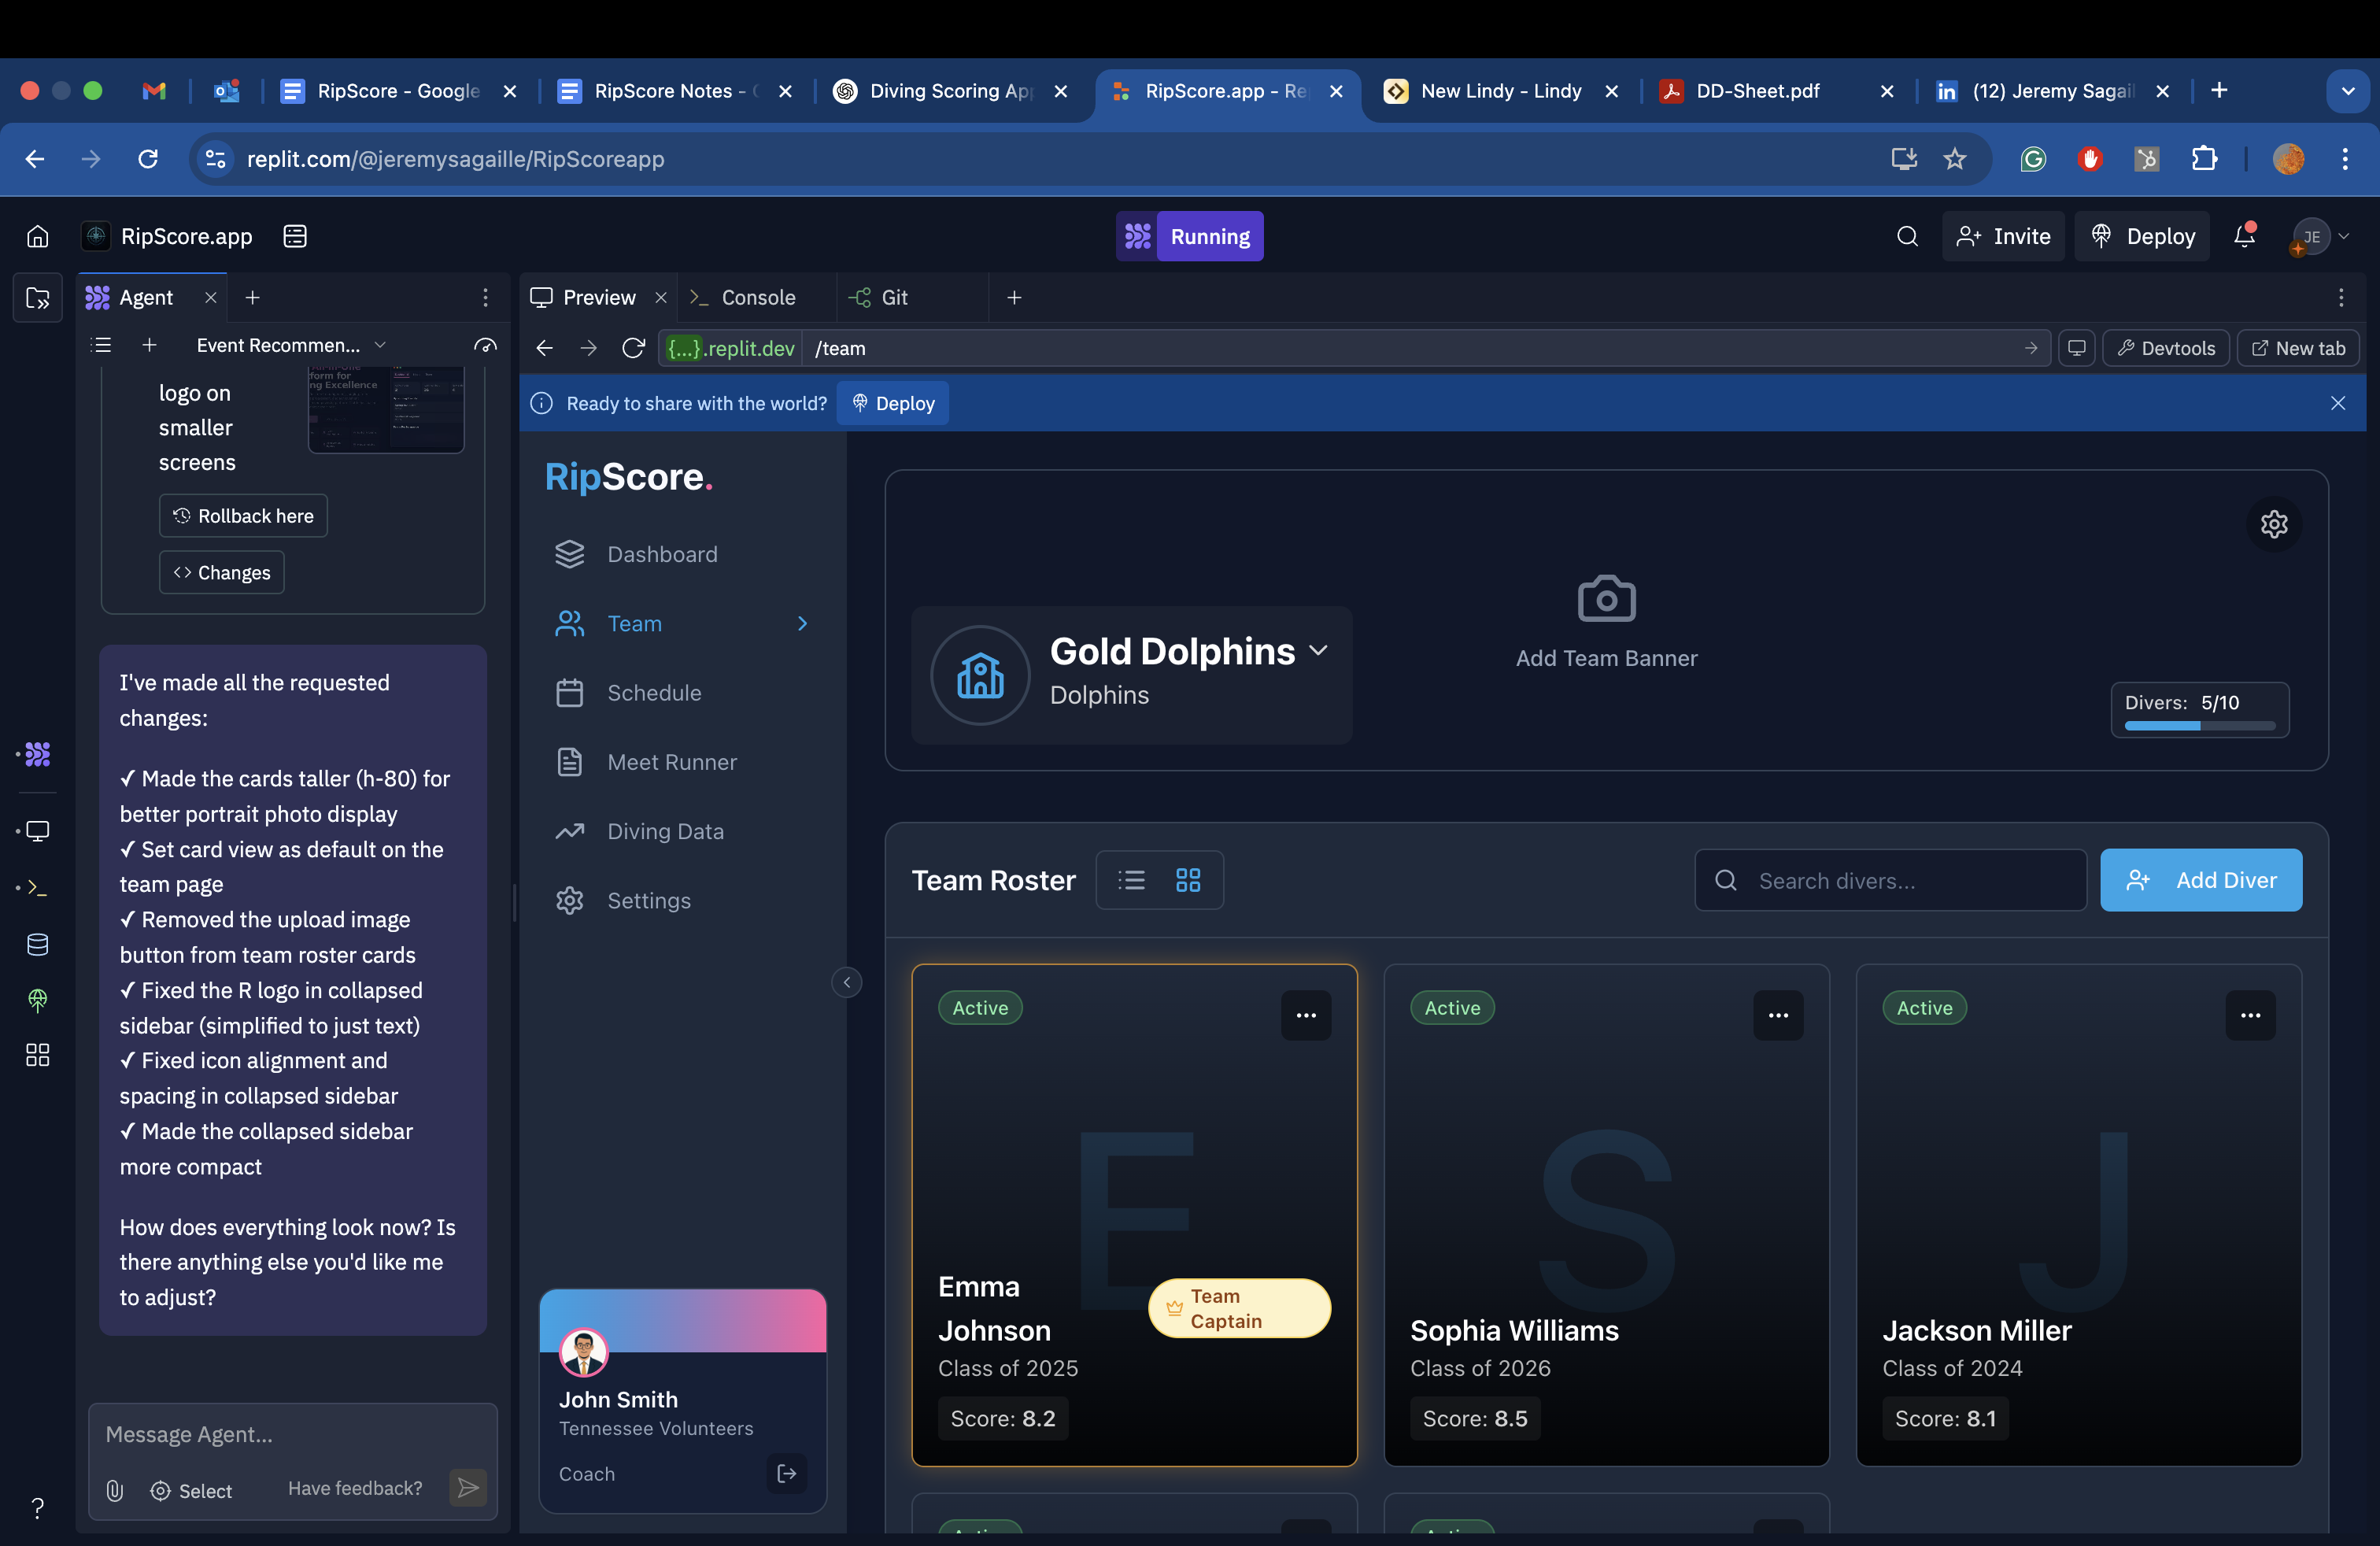 RipScore - Google
RipScore Notes -
Diving Scoring App
RipScore.app - Re
New Lindy - Lindy
DD-Sheet.pdf
(12) Jeremy Sagail
replit.com/@jeremysagaille/RipScoreapp
RipScore.app
Running
Invite
Deploy
JE
Agent
Preview
Console
Git
Event Recommen...
{...}.replit.dev
/team
Devtools
New tab
Ready to share with the world?
Deploy
form for
ng Excellence
logo on
smaller
screens
Rollback here
Changes
I've made all the requested
changes:
✓ Made the cards taller (h-80) for
better portrait photo display
✓ Set card view as default on the
team page
✓ Removed the upload image
button from team roster cards
✓ Fixed the R logo in collapsed
sidebar (simplified to just text)
✓ Fixed icon alignment and
spacing in collapsed sidebar
✓ Made the collapsed sidebar
more compact
How does everything look now? Is
there anything else you'd like me
to adjust?
Message Agent...
Select
Have feedback?
?
RipScore.
Dashboard
Team
Schedule
Meet Runner
Diving Data
Settings
John Smith
Tennessee Volunteers
Coach
Gold Dolphins
Dolphins
Add Team Banner
Divers: 5/10
Team Roster
Search divers...
Add Diver
Active
E
Emma
Johnson
Team
Captain
Class of 2025
Score: 8.2
Active
S
Sophia Williams
Class of 2026
Score: 8.5
Active
J
Jackson Miller
Class of 2024
Score: 8.1
Active
Active